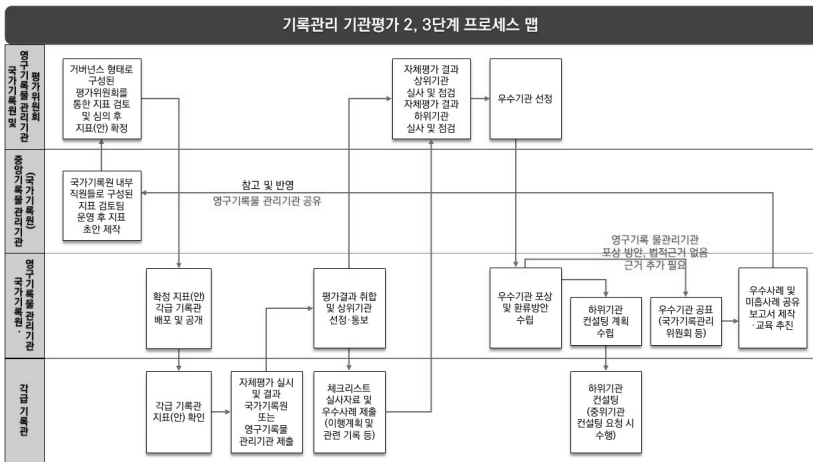 기록관리 기관평가 2, 3단계 프로세스 맵
국가기록원 및
영구기록물관리기관
평가위원회
거버넌스 형태로
구성된
평가위원회를
통한 지표 검토
및 심의 후
지표(안) 확정
자체평가 결과
상위기관
실사 및 점검
자체평가 결과
하위기관
실사 및 점검
우수기관 선정
중앙기록물관리기관
(국가기록원)
국가기록원 내부
직원들로 구성된
지표 검토팀
운영 후 지표
초안 제작
참고 및 반영
영구기록물 관리기관 공유
영구기록 물관리기관
포상 방안, 법적근거 없음
근거 추가 필요
국가기록원·
영구기록물관리기관
확정 지표(안)
각급 기록관
배포 및 공개
평가결과 취합
및 상위기관
선정·통보
우수기관 포상
및 환류방안
수립
하위기관
컨설팅 계획
수립
우수기관 공표
(국가기록관리
위원회 등)
우수사례 및
미흡사례 공유
보고서 제작
·교육 추진
각급 기록관
각급 기록관
지표(안) 확인
자체평가 실시
및 결과
국가기록원
또는
영구기록물
관리기관 제출
체크리스트
실사자료 및
우수사례 제출
(이행계획 및
관련 기록 등)
하위기관
컨설팅
(중위기관
컨설팅 요청 시
수행)